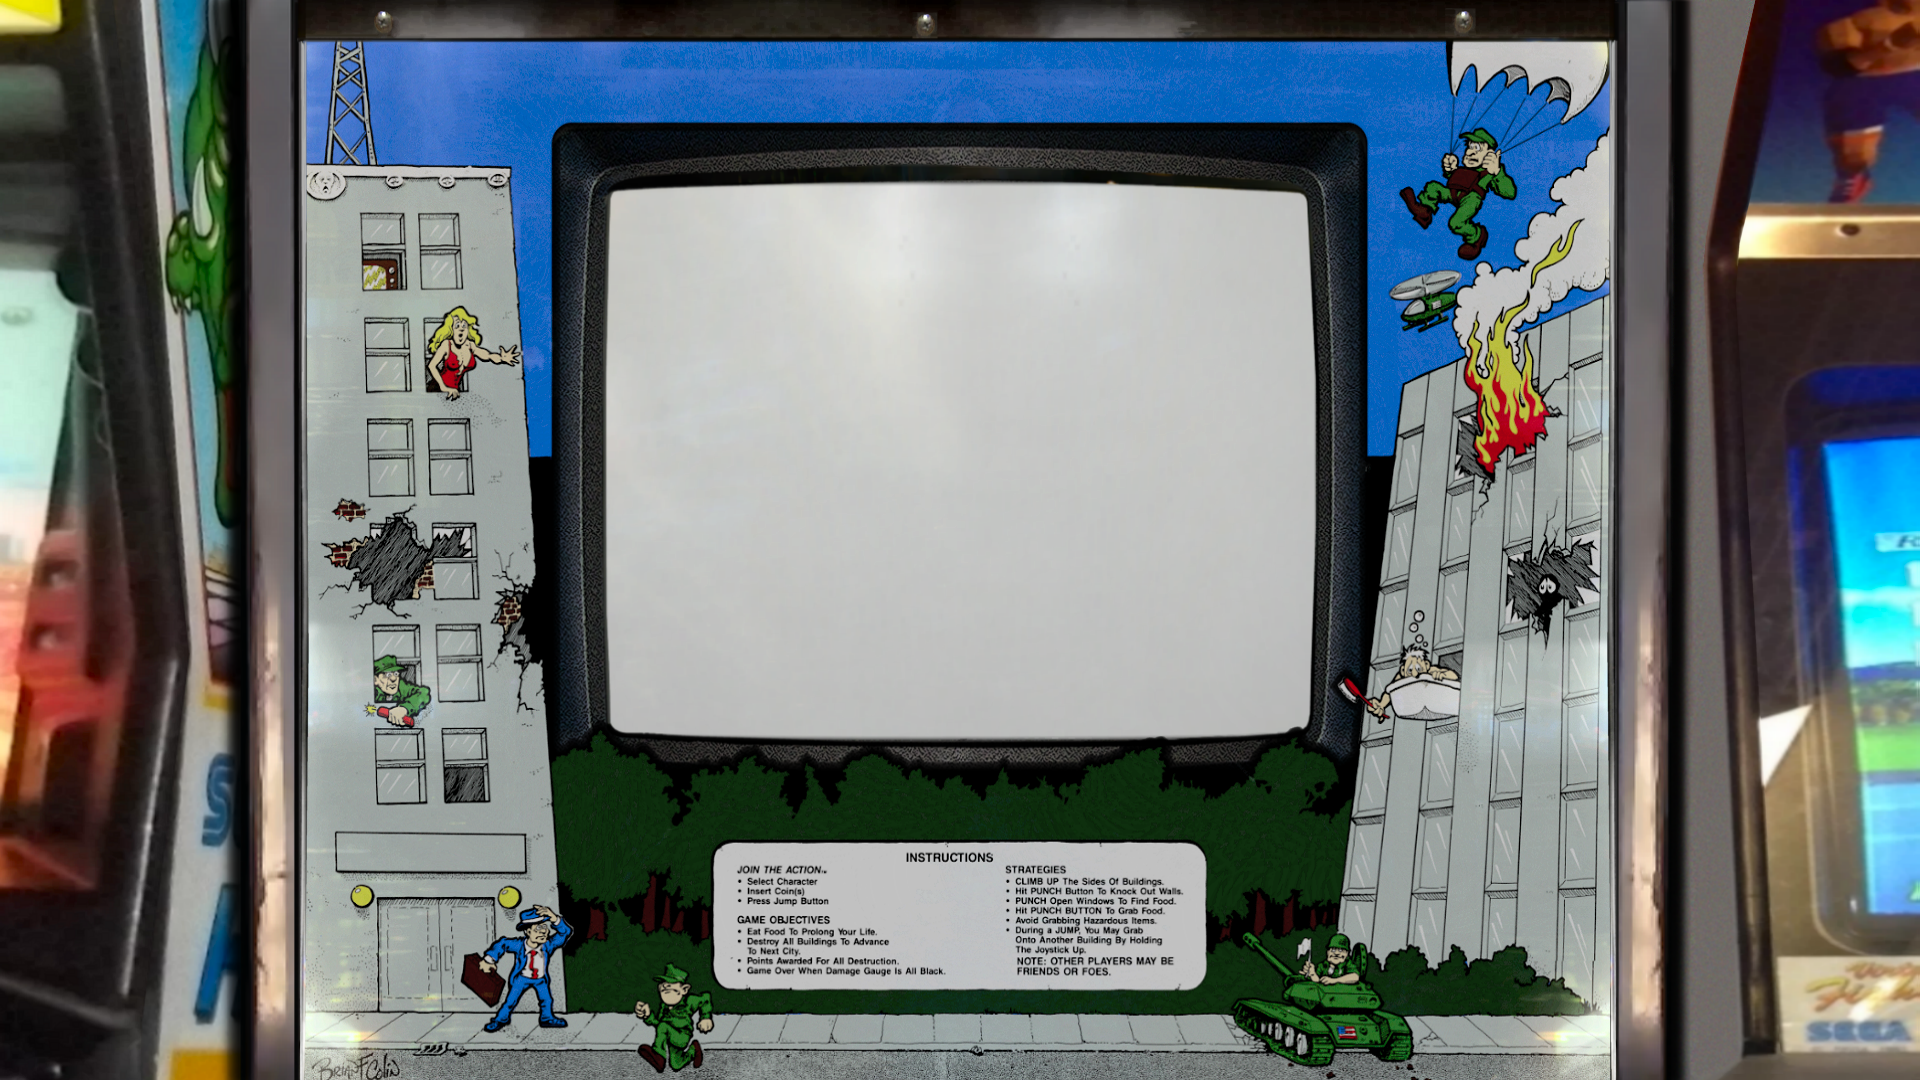 INSTRUCTIONS
JOIN THE ACTION...
• Select Character
• Insert Coin(s)
• Press Jump Button
GAME OBJECTIVES
• Eat Food To Prolong Your Life.
• Destroy All Buildings To Advance
To Next City.
• Points Awarded For All Destruction.
• Game Over When Damage Gauge Is All Black.
STRATEGIES
• CLIMB UP The Sides Of Buildings.
• Hit PUNCH Button To Knock Out Walls.
• PUNCH Open Windows To Find Food.
• Hit PUNCH BUTTON To Grab Food.
• Avoid Grabbing Hazardous Items.
• During a JUMP, You May Grab
Onto Another Building By Holding
The Joystick Up.
NOTE: OTHER PLAYERS MAY BE
FRIENDS OR FOES.
BRIAN F COLIN
SEGA